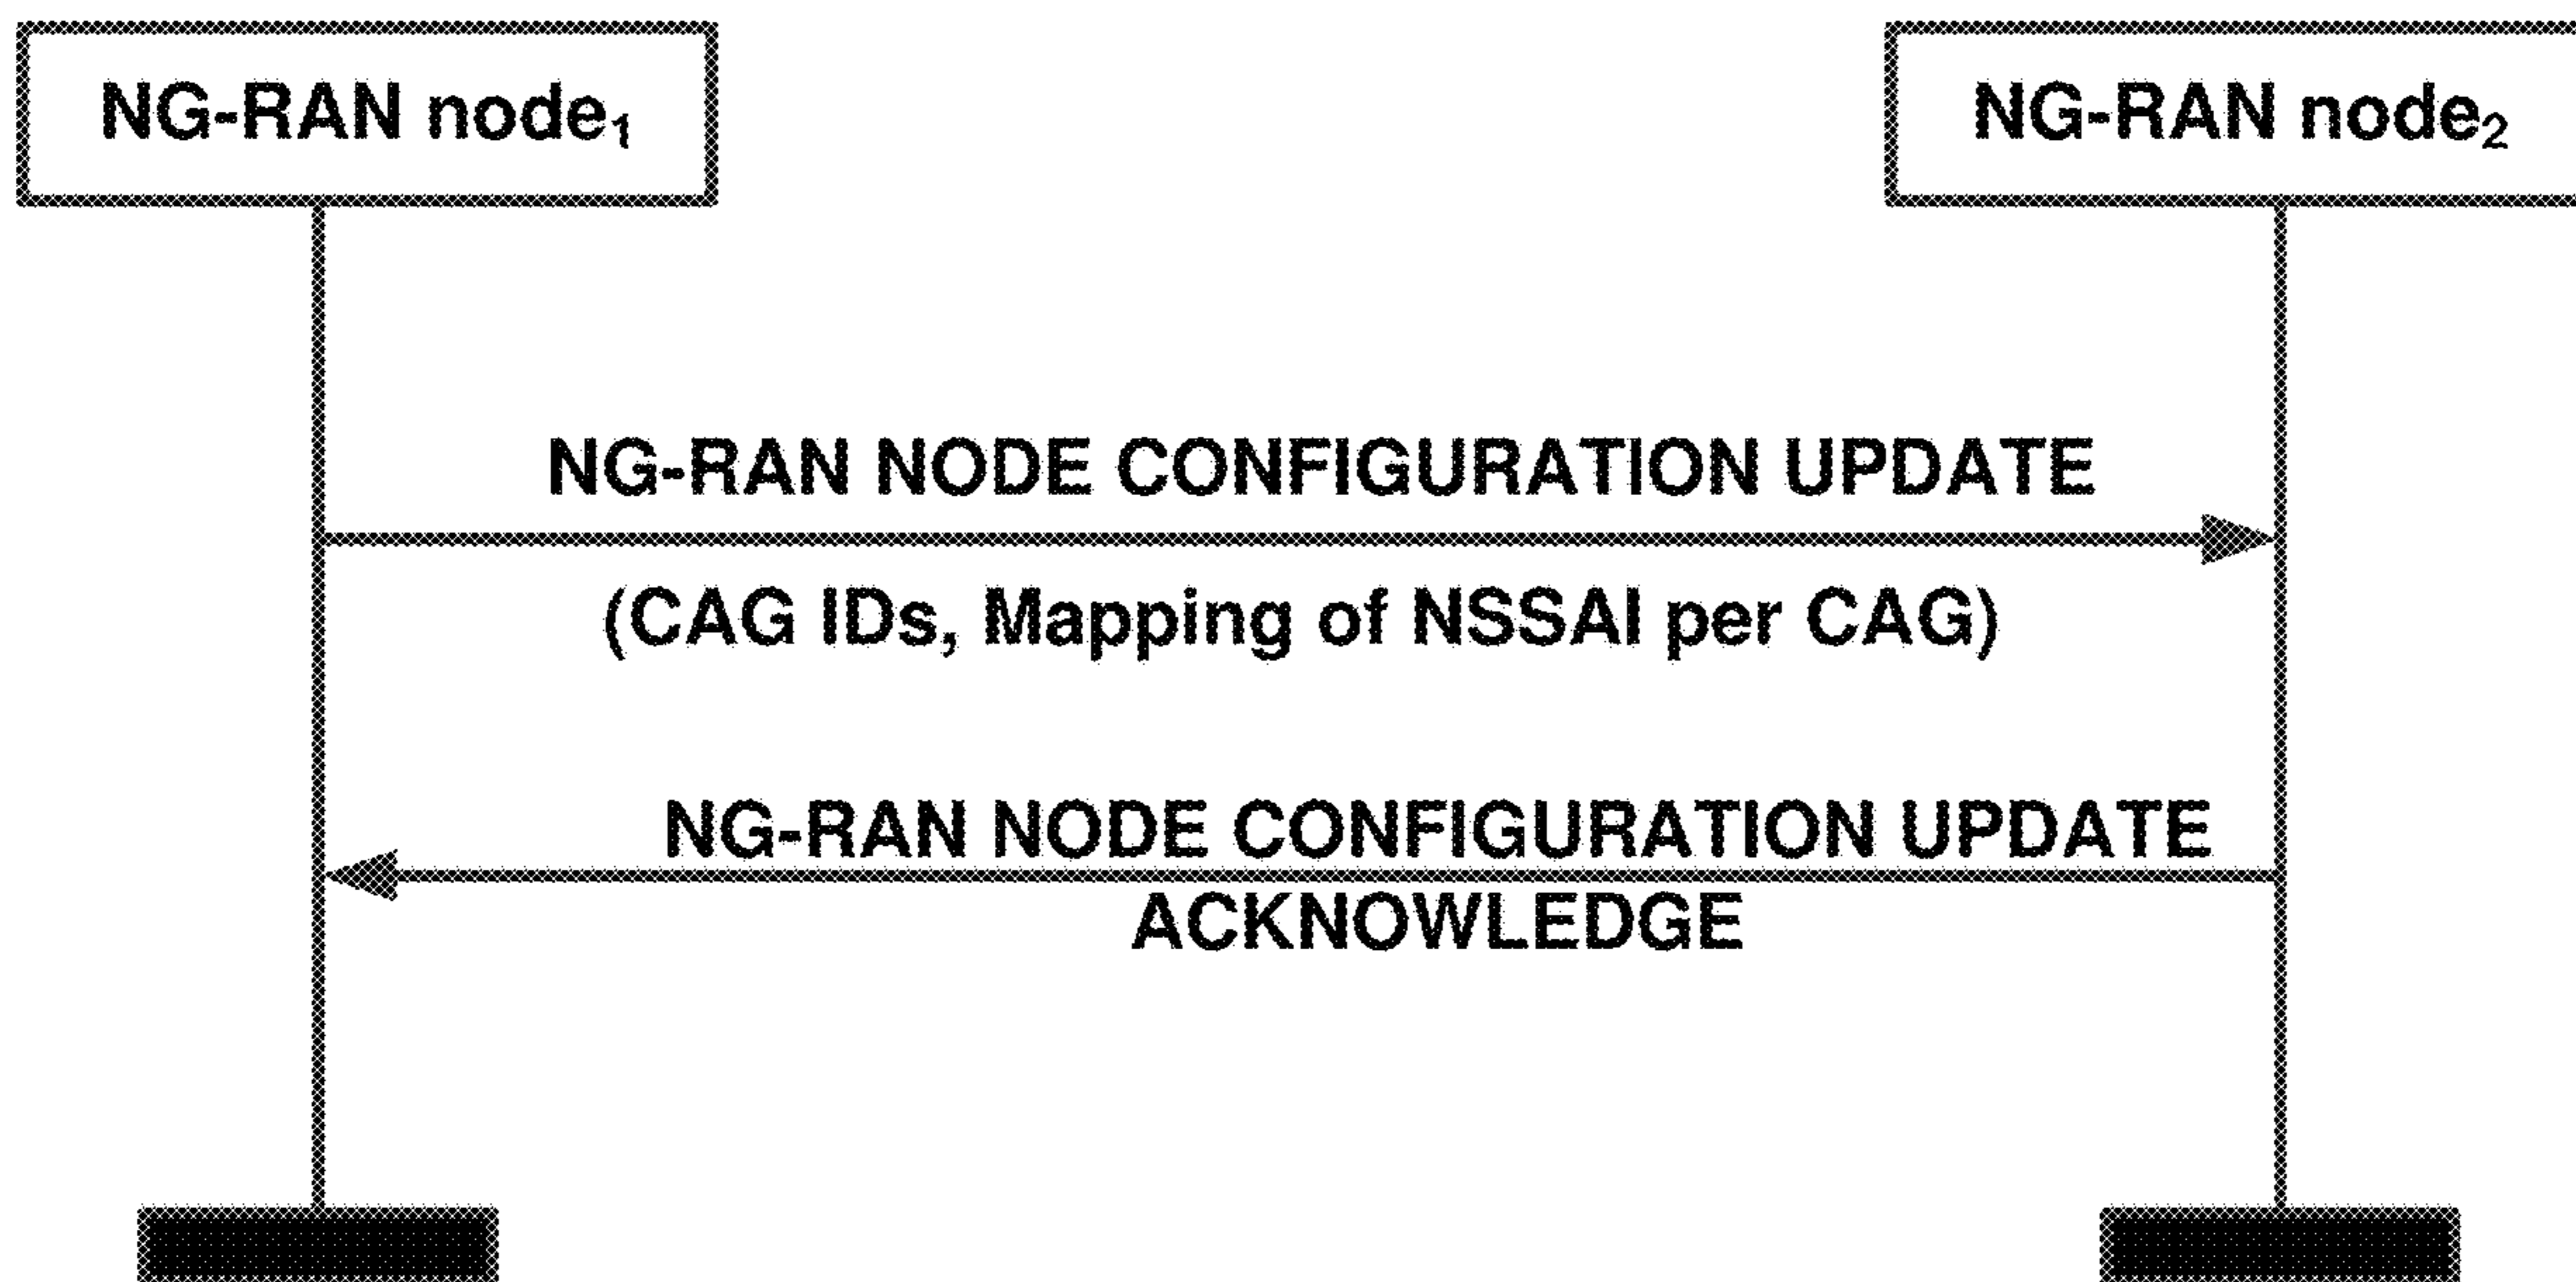 NG-RAN node₁
NG-RAN node₂
NG-RAN NODE CONFIGURATION UPDATE
(CAG IDs, Mapping of NSSAI per CAG)
NG-RAN NODE CONFIGURATION UPDATE
ACKNOWLEDGE